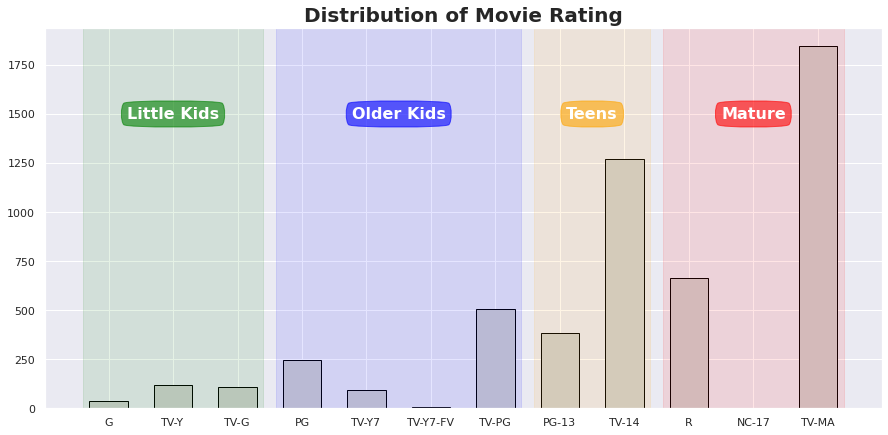 Distribution of Movie Rating
1750
1500
1250
1000
750
500
250
0
Little Kids Older Kids Teens Mature
G TV-Y TV-G PG TV-Y7 TV-Y7-FV TV-PG PG-13 TV-14 R NC-17 TV-MA